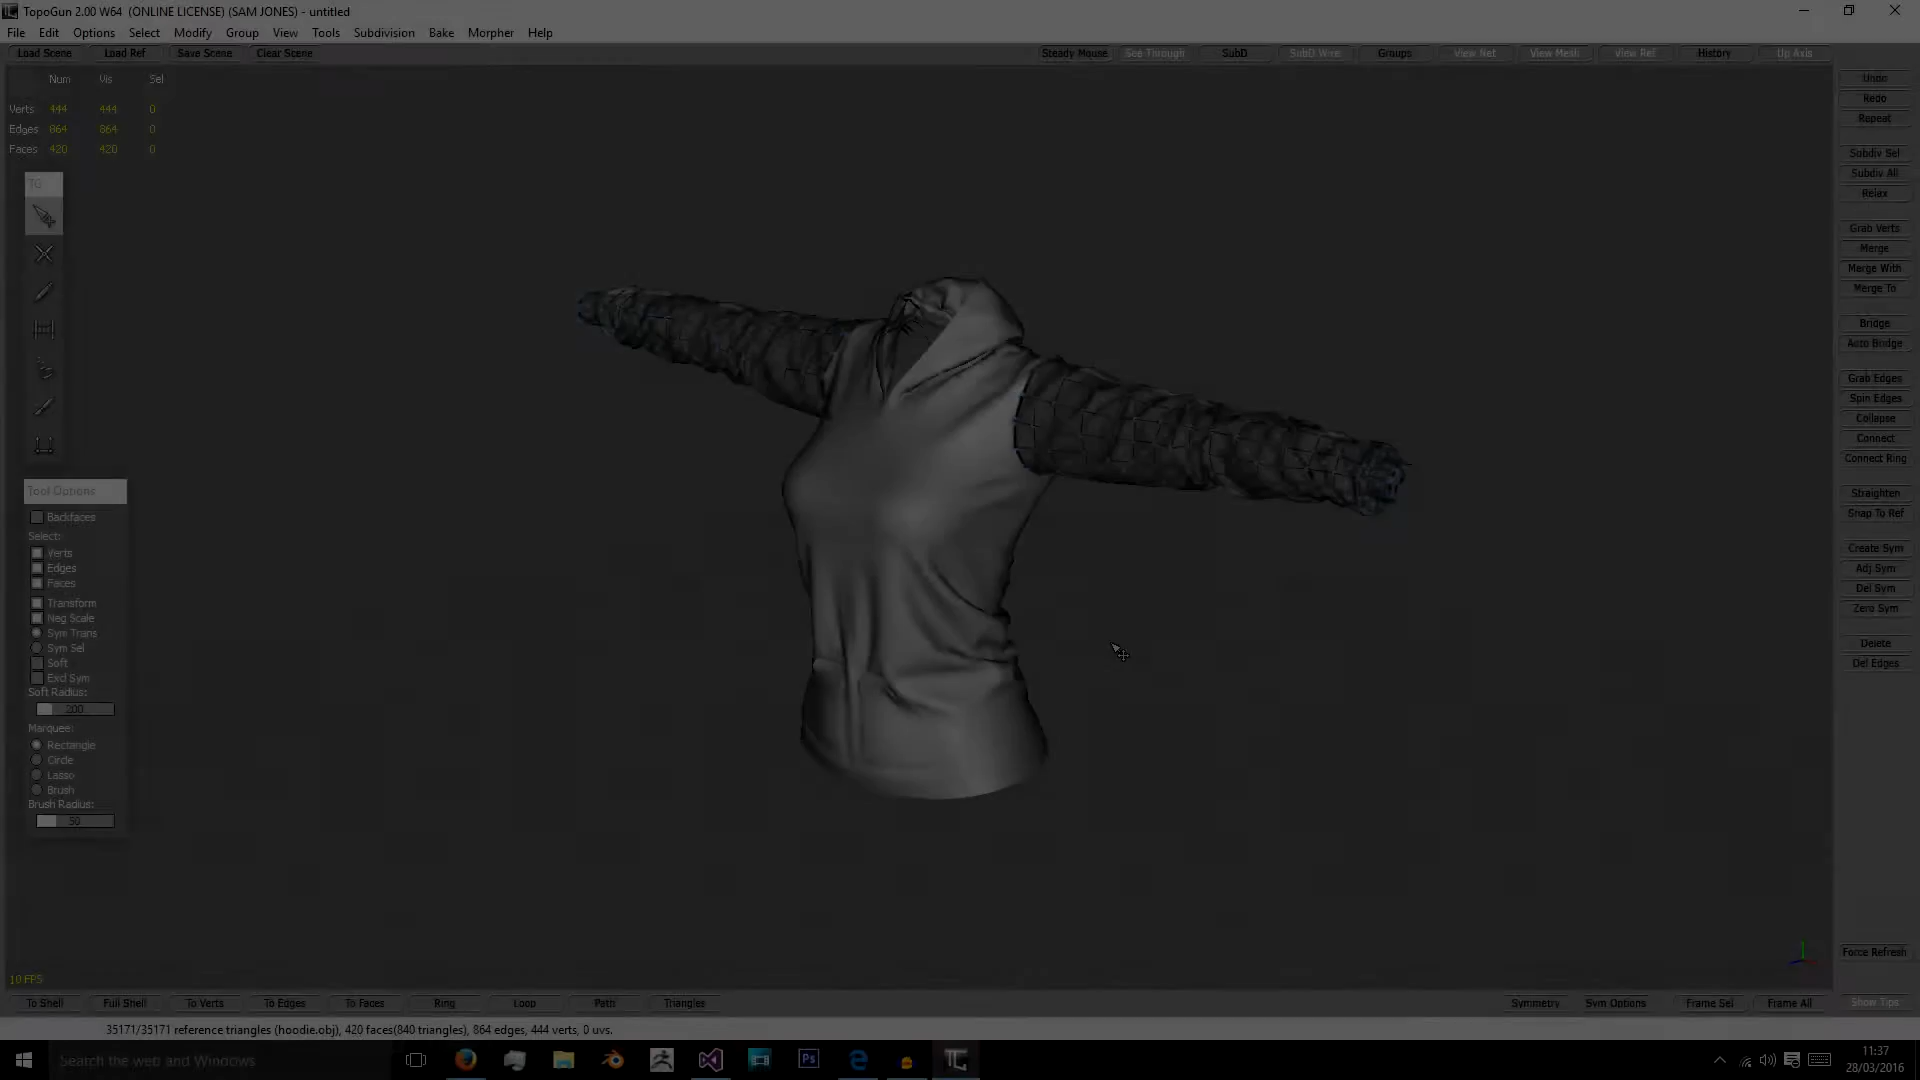 TopoGun 2.00 W64 (ONLINE LICENSE) (SAM JONES) - untitled
File Edit Options Select Modify Group View Tools Subdivision Bake Morpher Help
Load Scene Load Ref Save Scene Clear Scene Steady Mouse See Through SubD SubD Wire Groups View Net View Mesh View Ref History Up Axis
Num Vis Sel
Verts 444 444 0
Edges 864 864 0
Faces 420 420 0
TG
Tool Options
Backfaces
Select:
Verts
Edges
Faces
Transform
Neg Scale
Sym Trans
Sym Sel
Soft
Excl Sym
Soft Radius:
200
Marquee:
Rectangle
Circle
Lasso
Brush
Brush Radius:
50
Undo
Redo
Repeat
Subdiv Sel
Subdiv All
Relax
Grab Verts
Merge
Merge With
Merge To
Bridge
Auto Bridge
Grab Edges
Spin Edges
Collapse
Connect
Connect Ring
Straighten
Snap To Ref
Create Sym
Adj Sym
Del Sym
Zero Sym
Delete
Del Edges
Force Refresh
10 FPS
To Shell Full Shell To Verts To Edges To Faces Ring Loop Path Triangles Symmetry Sym Options Frame Sel Frame All Show Tips
35171/35171 reference triangles (hoodie.obj), 420 faces(840 triangles), 864 edges, 444 verts, 0 uvs.
Search the web and Windows
Ps
11:37
28/03/2016